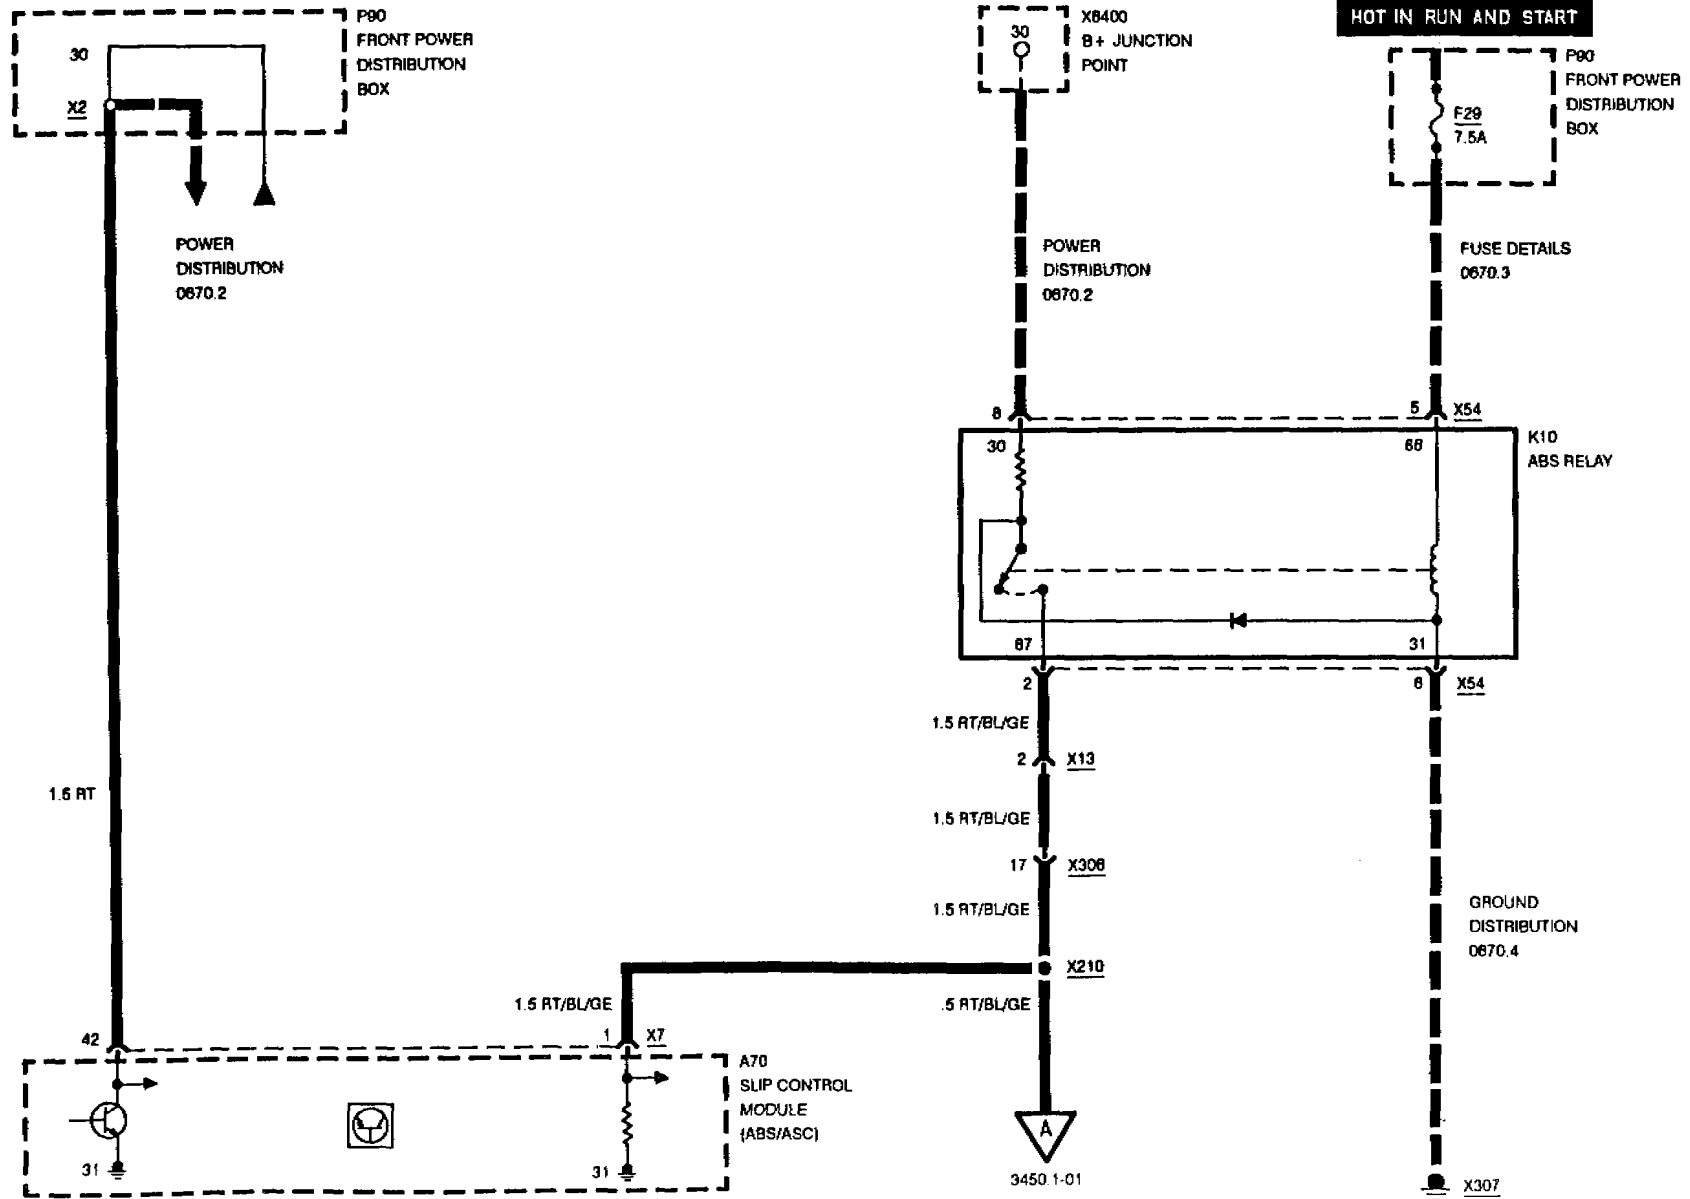 P90
FRONT POWER
DISTRIBUTION
BOX
30
X2
POWER
DISTRIBUTION
0670.2
X6400
B+ JUNCTION
POINT
30
POWER
DISTRIBUTION
0670.2
HOT IN RUN AND START
P90
FRONT POWER
DISTRIBUTION
BOX
F29
7.5A
FUSE DETAILS
0670.3
8
5
X54
K10
ABS RELAY
30
86
87
31
2
6
X54
1.5 RT/BL/GE
2
X13
1.5 RT
1.5 RT/BL/GE
17
X306
1.5 RT/BL/GE
GROUND
DISTRIBUTION
0670.4
X210
1.5 RT/BL/GE
.5 RT/BL/GE
42
1
X7
A70
SLIP CONTROL
MODULE
(ABS/ASC)
31
31
A
3450.1-01
X307